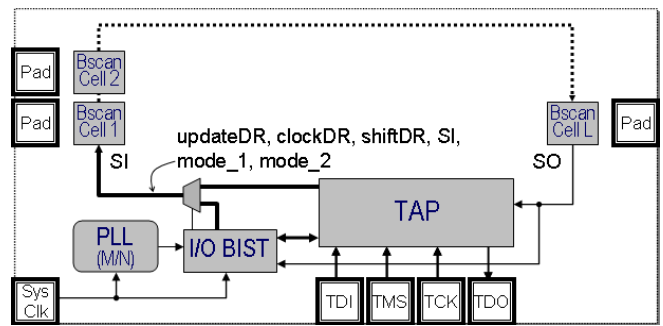 Pad
Bscan
Cell 2
Pad
Bscan
Cell 1
Bscan
Cell L
Pad
updateDR, clockDR, shiftDR, SI,
mode_1, mode_2
SI
SO
TAP
PLL
(M/N)
I/O BIST
Sys
Clk
TDI
TMS
TCK
TDO